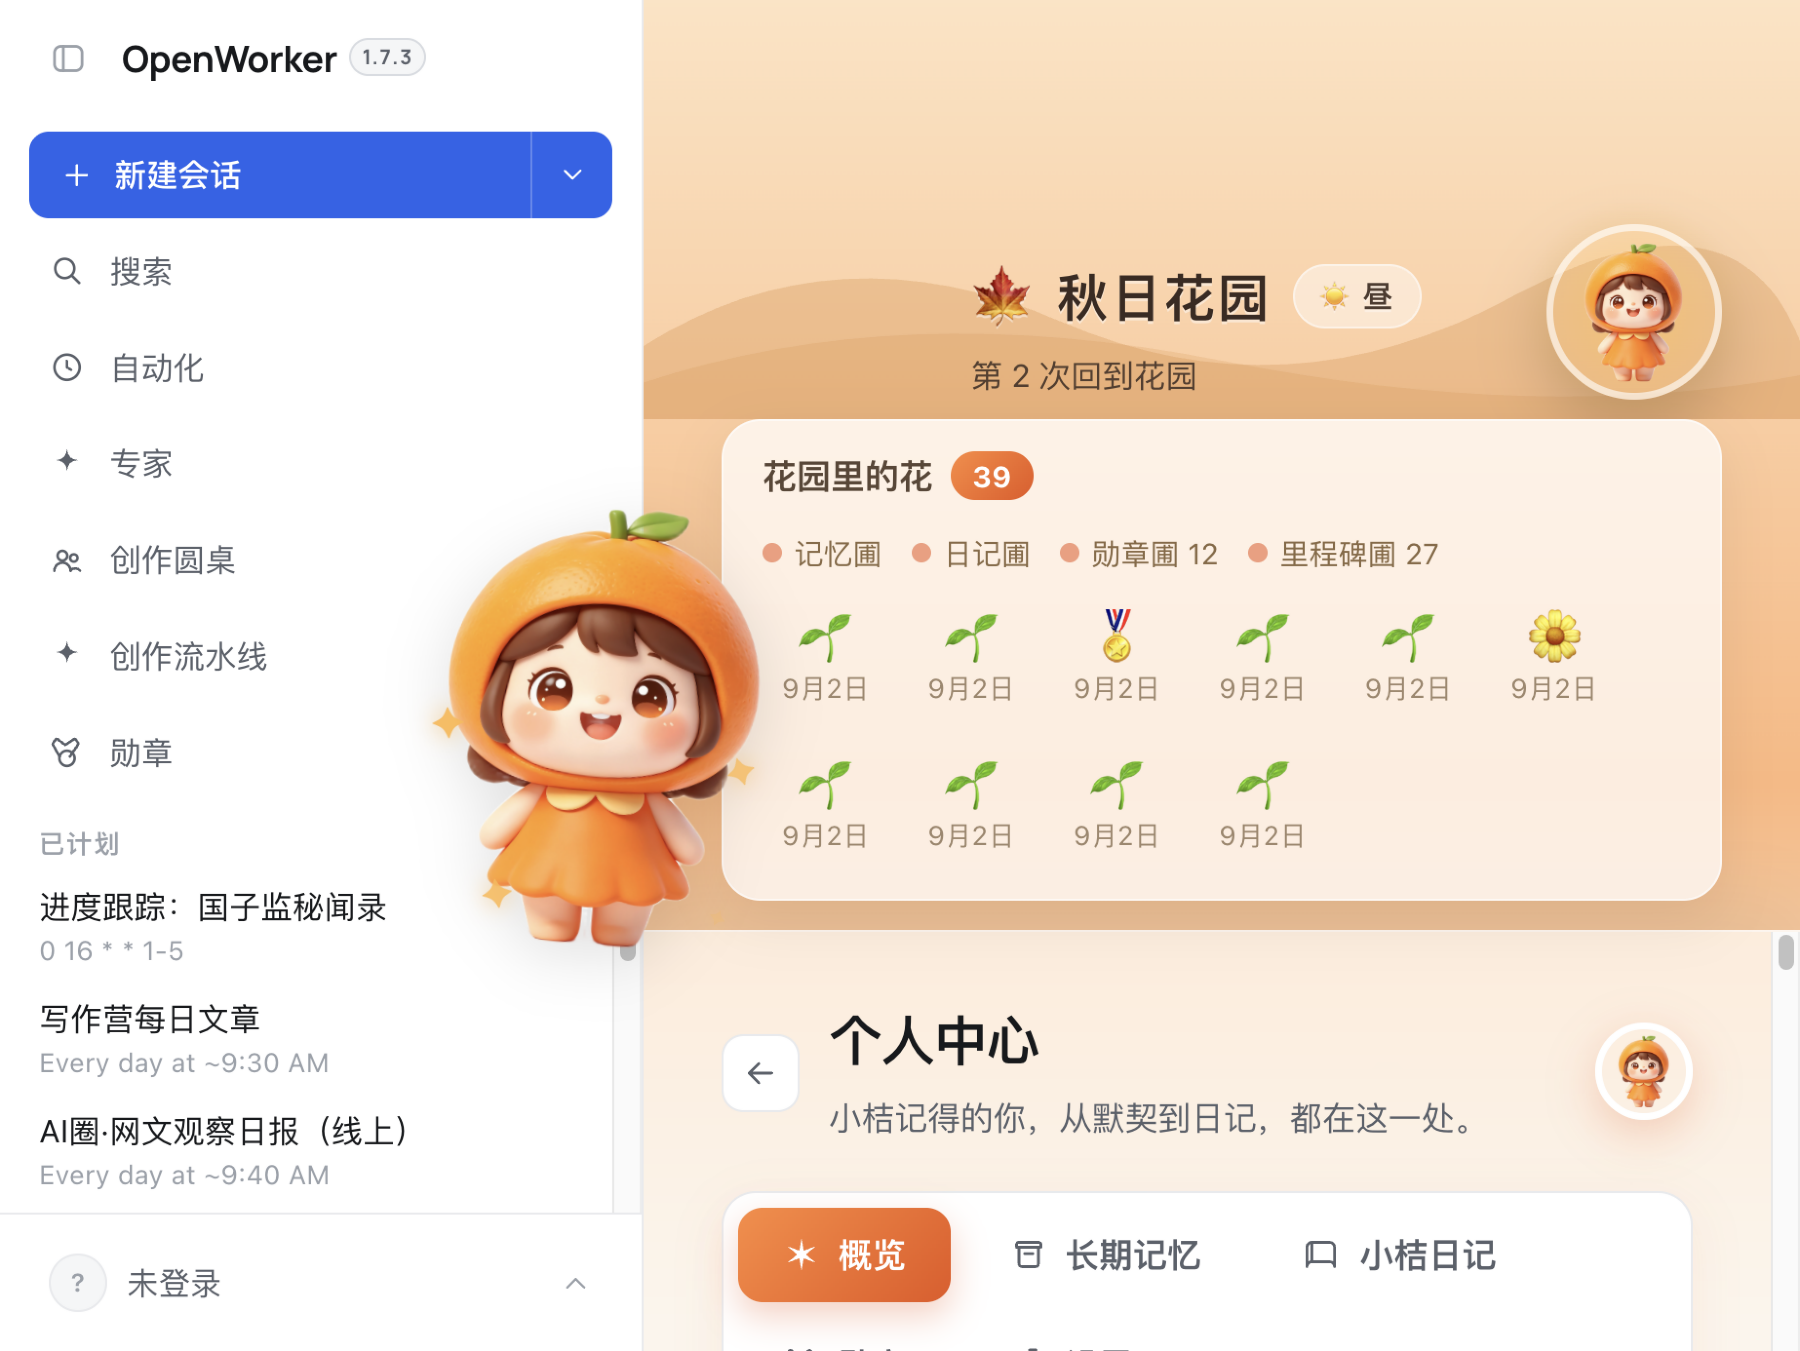 OpenWorker 1.7.3
新建会话
搜索
自动化
专家
创作圆桌
创作流水线
勋章
已计划
进度跟踪：国子监秘闻录
0 16 * * 1-5
写作营每日文章
Every day at ~9:30 AM
AI圈·网文观察日报（线上）
Every day at ~9:40 AM
? 未登录
秋日花园 昼
第 2 次回到花园
花园里的花 39
记忆圃 日记圃 勋章圃 12 里程碑圃 27
9月2日 9月2日 9月2日 9月2日 9月2日 9月2日
9月2日 9月2日 9月2日 9月2日
个人中心
小桔记得的你，从默契到日记，都在这一处。
概览 长期记忆 小桔日记